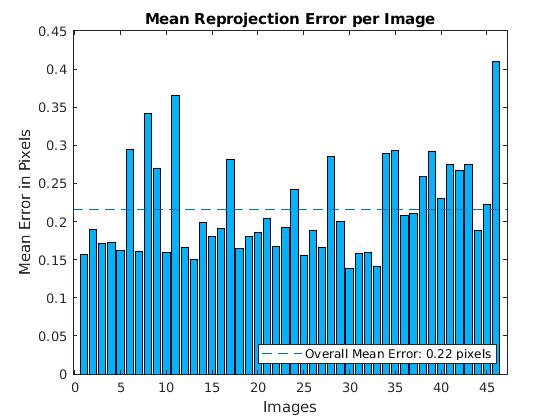 Mean Reprojection Error per Image
0.45
0.4
0.35
0.3
0.25
0.2
0.15
0.1
0.05
0
Mean Error in Pixels
Overall Mean Error: 0.22 pixels
0 5 10 15 20 25 30 35 40 45
Images